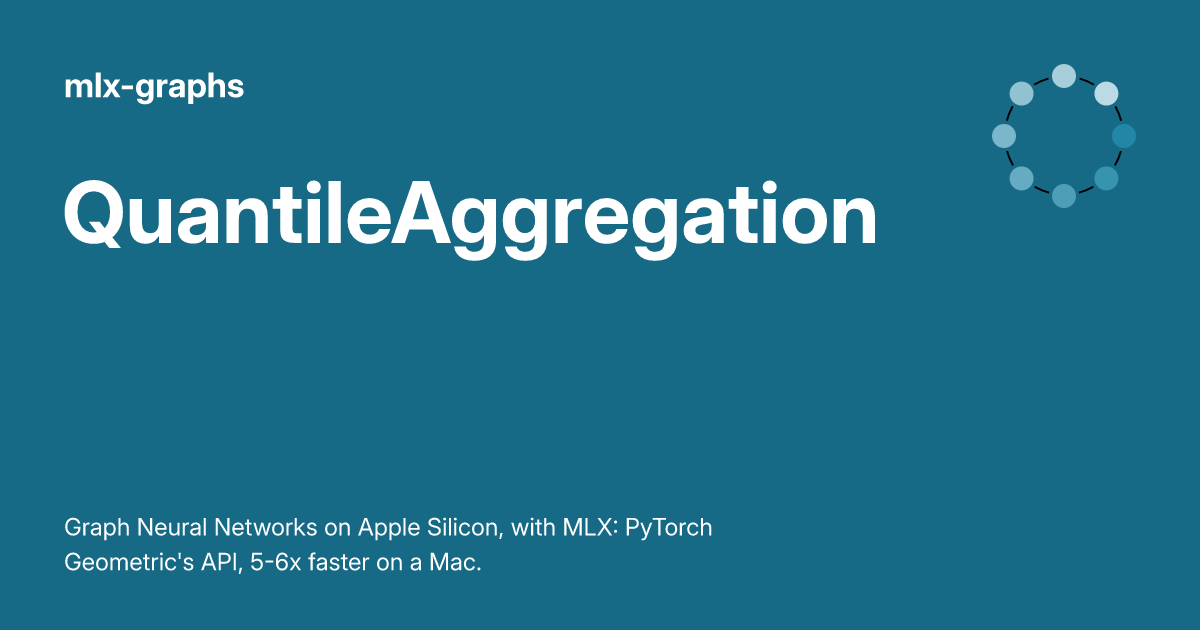 mlx-graphs
QuantileAggregation
Graph Neural Networks on Apple Silicon, with MLX: PyTorch
Geometric's API, 5-6x faster on a Mac.